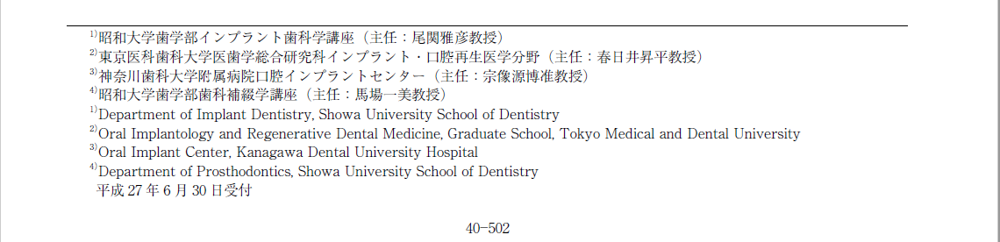 1)昭和大学歯学部インプラント歯科学講座（主任：尾関雅彦教授）
2)東京医科歯科大学医歯学総合研究科インプラント・口腔再生医学分野（主任：春日井昇平教授）
3)神奈川歯科大学附属病院口腔インプラントセンター（主任：宗像源博准教授）
4)昭和大学歯学部歯科補綴学講座（主任：馬場一美教授）
1)Department of Implant Dentistry, Showa University School of Dentistry
2)Oral Implantology and Regenerative Dental Medicine, Graduate School, Tokyo Medical and Dental University
3)Oral Implant Center, Kanagawa Dental University Hospital
4)Department of Prosthodontics, Showa University School of Dentistry
平成 27 年 6 月 30 日受付
40-502